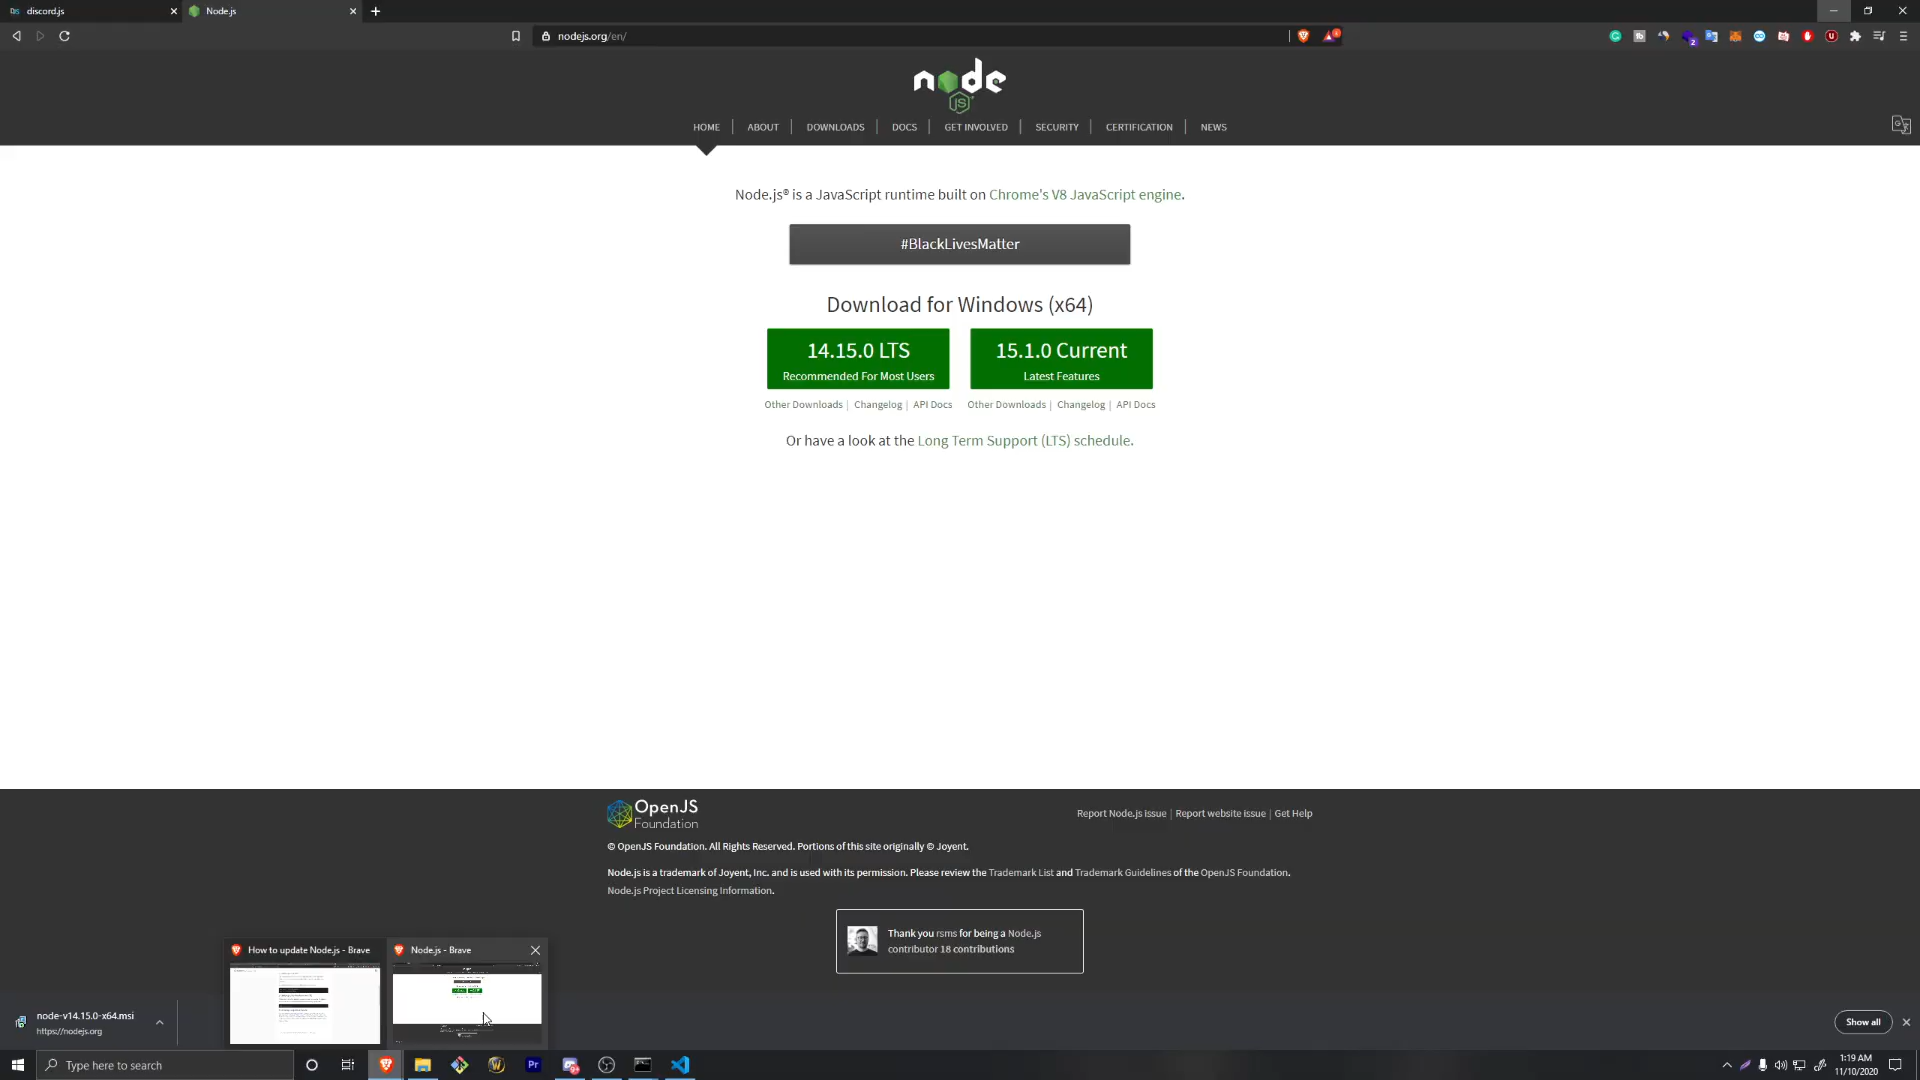 discord.js
Node.js
nodejs.org/en/
2
node
JS
HOME
ABOUT
DOWNLOADS
DOCS
GET INVOLVED
SECURITY
CERTIFICATION
NEWS
Node.js® is a JavaScript runtime built on Chrome's V8 JavaScript engine.
#BlackLivesMatter
Download for Windows (x64)
14.15.0 LTS
Recommended For Most Users
15.1.0 Current
Latest Features
Other Downloads | Changelog | API Docs
Other Downloads | Changelog | API Docs
Or have a look at the Long Term Support (LTS) schedule.
OpenJS
Foundation
Report Node.js issue | Report website issue | Get Help
© OpenJS Foundation. All Rights Reserved. Portions of this site originally © Joyent.
Node.js is a trademark of Joyent, Inc. and is used with its permission. Please review the Trademark List and Trademark Guidelines of the OpenJS Foundation.
Node.js Project Licensing Information.
Thank you rsms for being a Node.js
contributor 18 contributions
How to update Node.js - Brave
Node.js - Brave
node-v14.15.0-x64.msi
https://nodejs.org
Show all
Type here to search
Pr
1:19 AM
11/10/2020